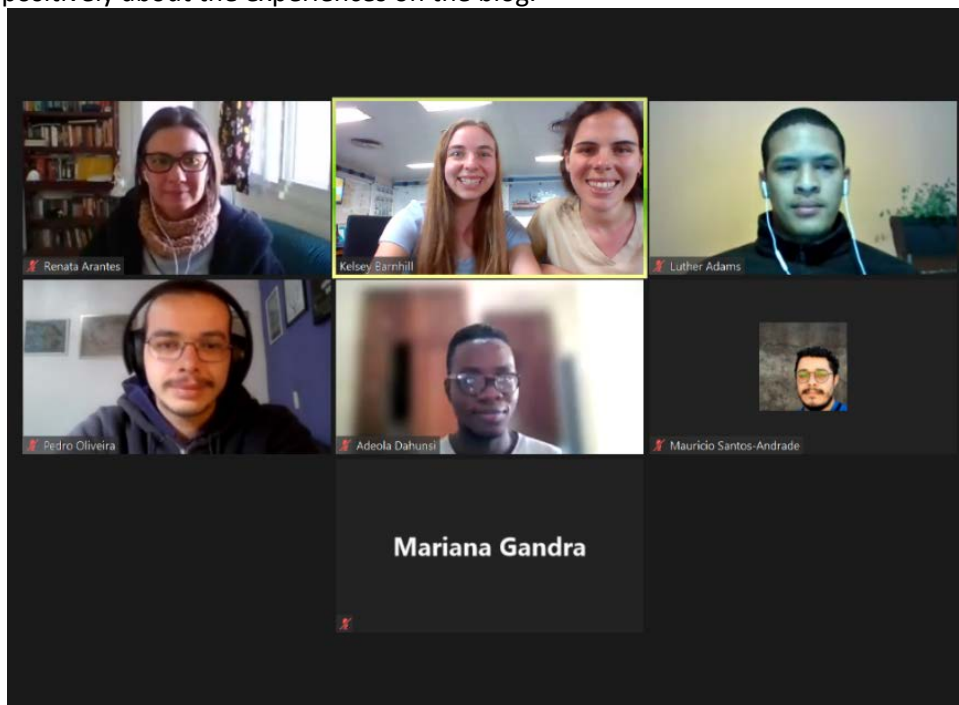 positively about the experiences on the blog.
Renata Arantes
Kelsey Barnhill
Luther Adams
Pedro Oliveira
Adeola Dahunsi
Mauricio Santos-Andrade
Mariana Gandra